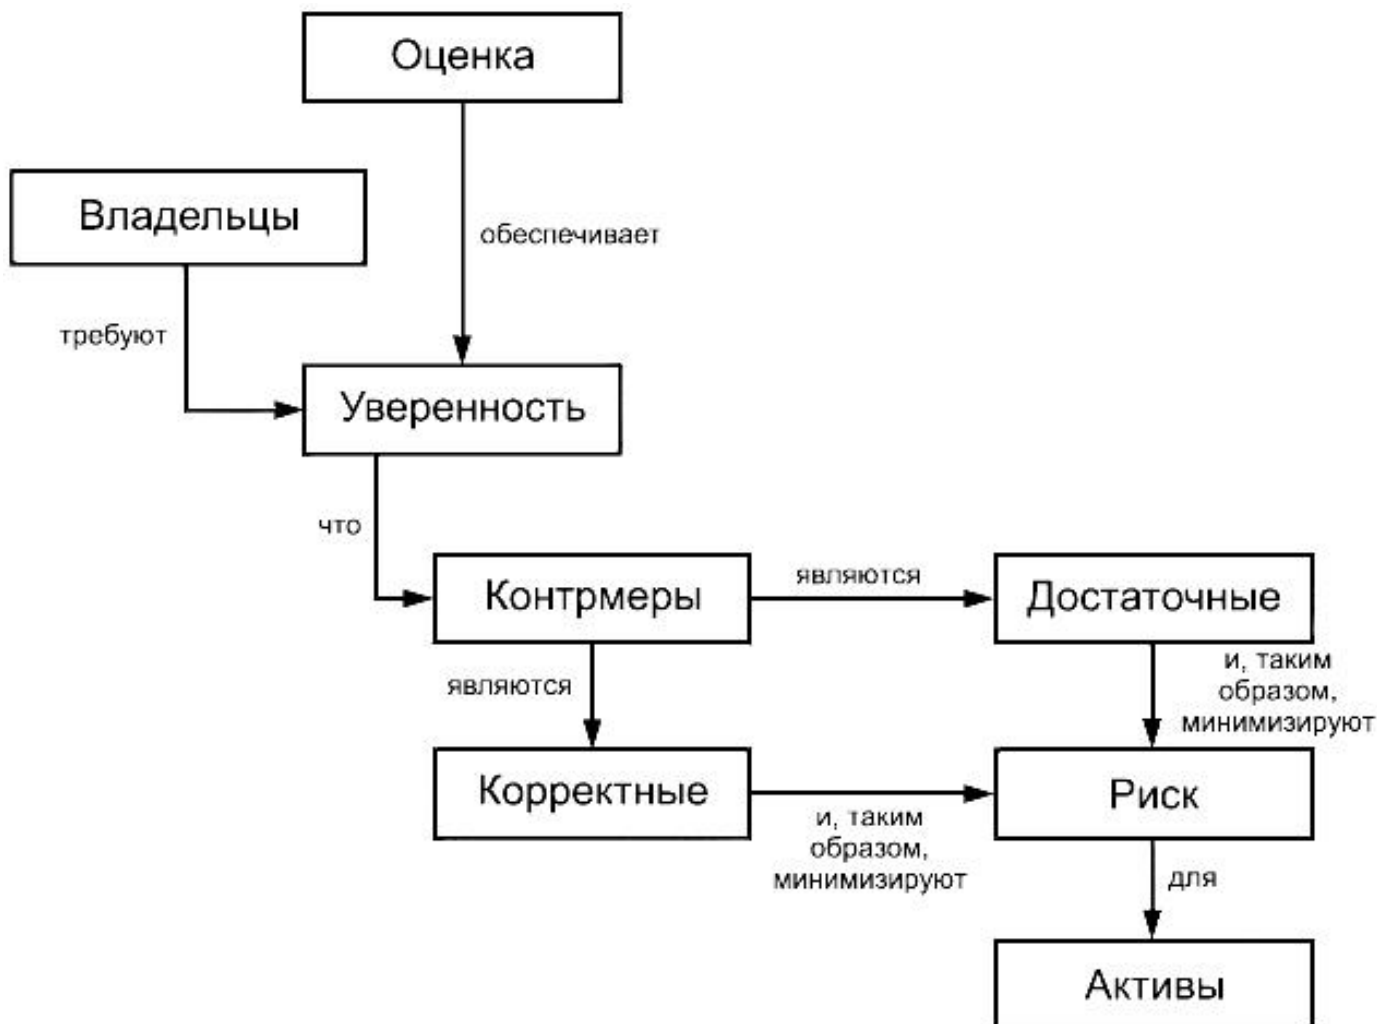 Оценка
Владельцы
обеспечивает
требуют
Уверенность
что
Контрмеры
являются
Достаточные
являются
и, таким
образом,
минимизируют
Корректные
и, таким
образом,
минимизируют
Риск
для
Активы